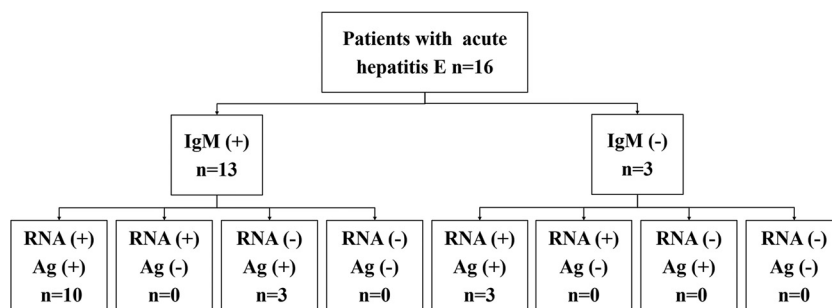 Patients with acute
hepatitis E n=16
IgM (+)
n=13
IgM (-)
n=3
RNA (+)
Ag (+)
n=10
RNA (+)
Ag (-)
n=0
RNA (-)
Ag (+)
n=3
RNA (-)
Ag (-)
n=0
RNA (+)
Ag (+)
n=3
RNA (+)
Ag (-)
n=0
RNA (-)
Ag (+)
n=0
RNA (-)
Ag (-)
n=0